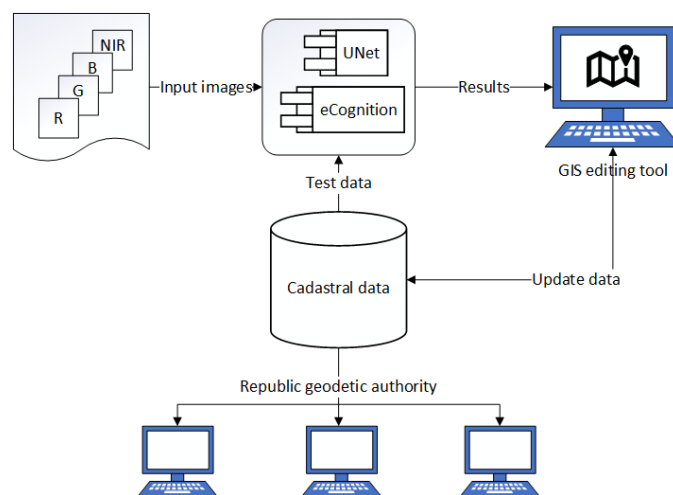 NIR
B
G
R
Input images
UNet
eCognition
Results
GIS editing tool
Test data
Cadastral data
Update data
Republic geodetic authority